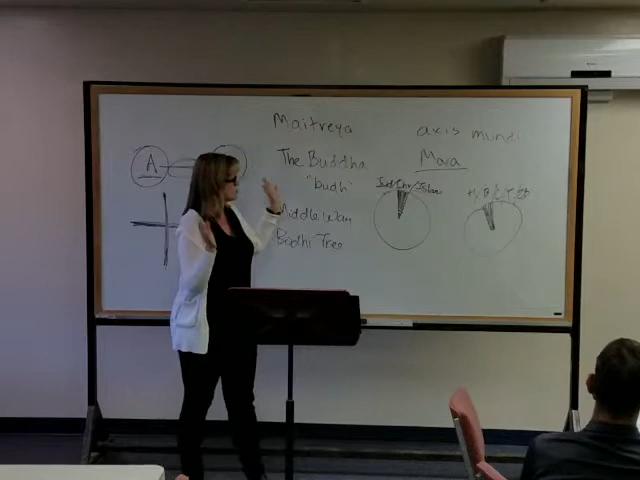 A
Maitreya
The Buddha
"budh"
Middle Way
Bodhi Tree
axis mundi
Mara